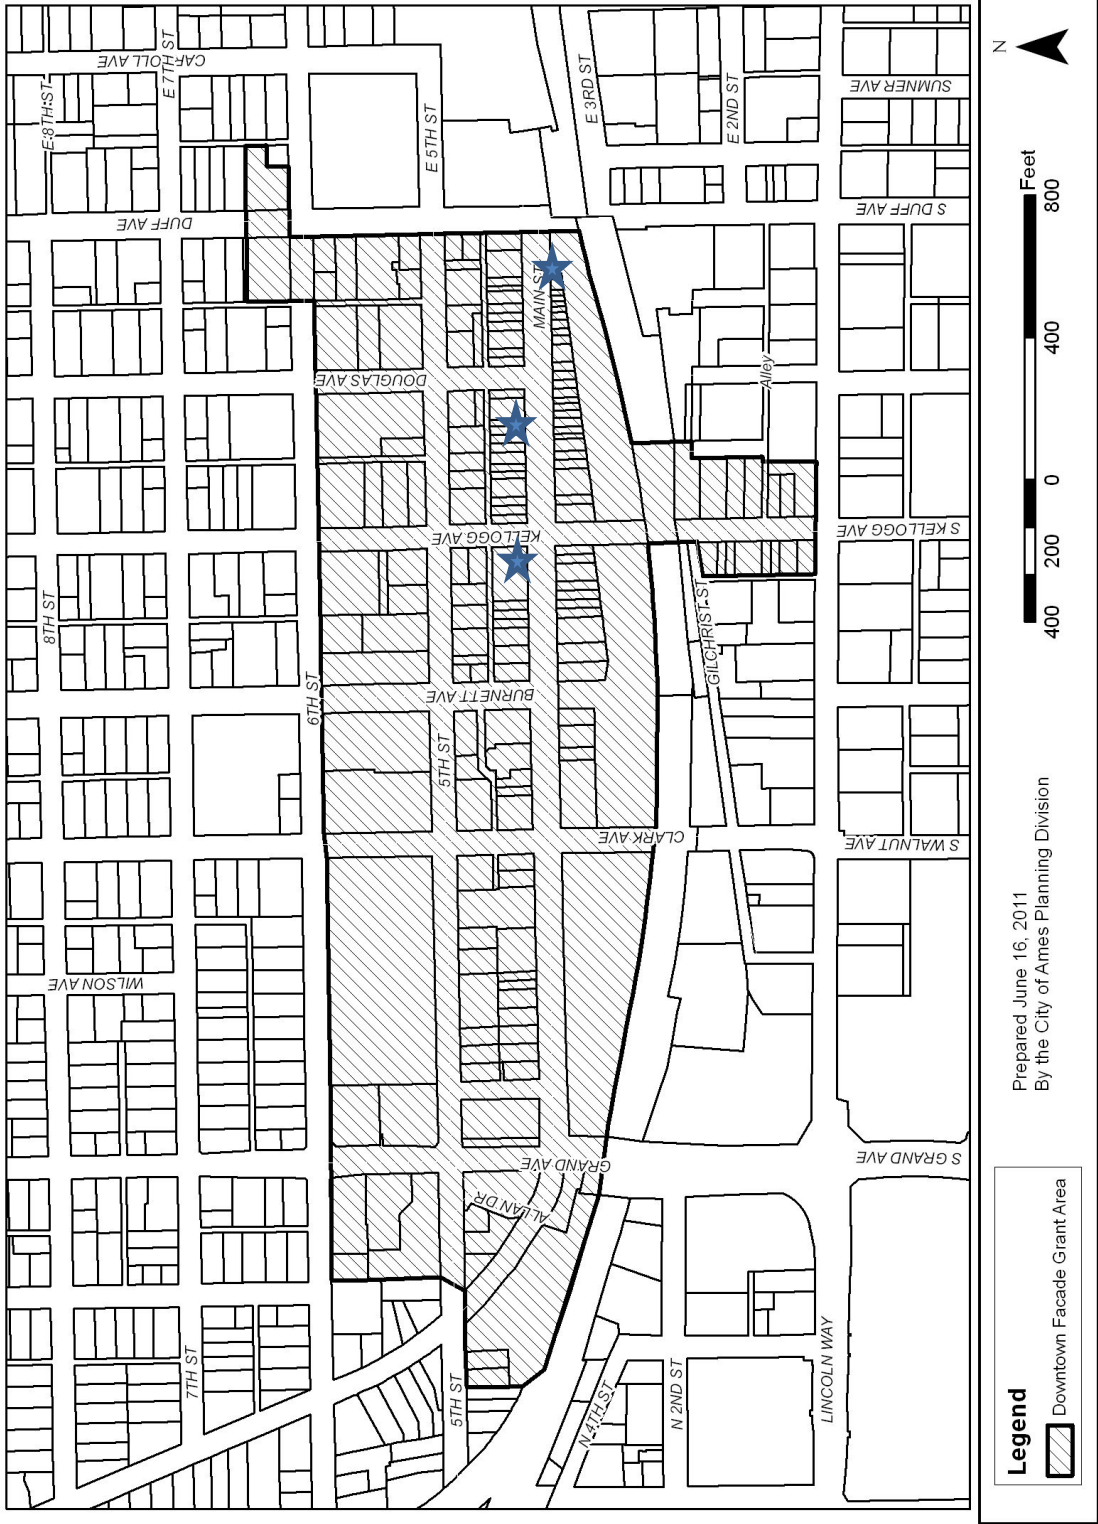 8TH ST
E 8TH ST
WILSON AVE
CARROLL AVE
DUFF AVE
E 7TH ST
7TH ST
6TH ST
DOUGLAS AVE
E 5TH ST
5TH ST
5TH ST
BURNETT AVE
KELLOGG AVE
ALLAN DR
MAIN ST
GRAND AVE
E 3RD ST
N 4TH ST
CLARK AVE
N 2ND ST
GILCHRIST ST
E 2ND ST
Alley
LINCOLN WAY
S GRAND AVE
S WALNUT AVE
S KELLOGG AVE
S DUFF AVE
SUMNER AVE
Legend
Downtown Facade Grant Area
Prepared June 16, 2011
By the City of Ames Planning Division
400 200 0 400 800
Feet
N